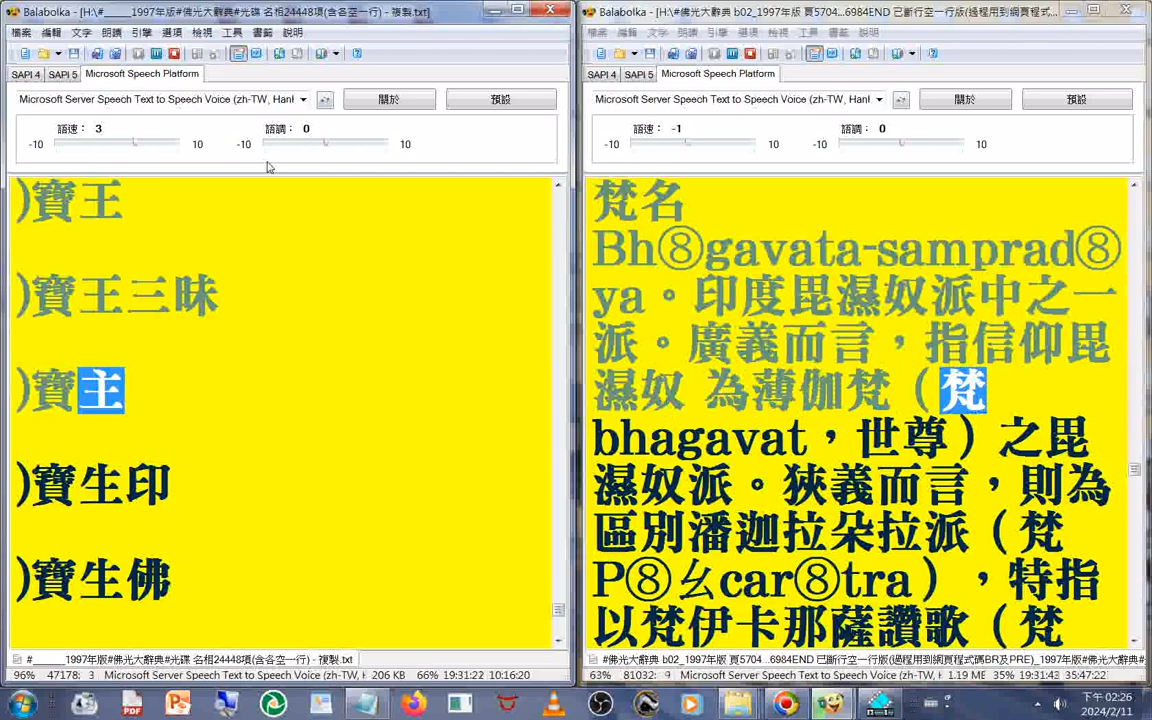 Balabolka - [H:\#_____1997年版#佛光大辭典#光碟 名相24448項(含各空一行) - 複製.txt]
檔案 編輯 文字 朗讀 引擎 選項 檢視 工具 書籤 說明
SAPI 4 SAPI 5 Microsoft Speech Platform
Microsoft Server Speech Text to Speech Voice (zh-TW, HanH
關於
預設
語速： 3
-10 10
語調： 0
-10 10
)寶王
)寶王三昧
)寶主
)寶生印
)寶生佛
#_____1997年版#佛光大辭典#光碟 名相24448項(含各空一行) - 複製.txt
96% 47178: 3 Microsoft Server Speech Text to Speech Voice (zh-TW, H 206 KB 66% 19:31:22 10:16:20
Balabolka - [H:\#佛光大辭典 b02_1997年版 頁5704...6984END 已斷行空一行版(過程用到網頁程式...
檔案 編輯 文字 朗讀 引擎 選項 檢視 工具 書籤 說明
SAPI 4 SAPI 5 Microsoft Speech Platform
Microsoft Server Speech Text to Speech Voice (zh-TW, HanH
關於
預設
語速： -1
-10 10
語調： 0
-10 10
梵名
Bh⑧gavata-samprad⑧
ya。印度毘濕奴派中之一
派。廣義而言，指信仰毘
濕奴 為薄伽梵（梵
bhagavat，世尊）之毘
濕奴派。狹義而言，則為
區別潘迦拉朵拉派（梵
P⑧ㄠcar⑧tra），特指
以梵伊卡那薩讚歌（梵
#佛光大辭典 b02_1997年版 頁5704...6984END 已斷行空一行版(過程用到網頁程式碼BR及PRE)_1997年版#佛光大辭典#
63% 81032: 9 Microsoft Server Speech Text to Speech Voice (zh-TW, H 1.19 ME 35% 19:31:43 35:47:22
下午 02:26
2024/2/11